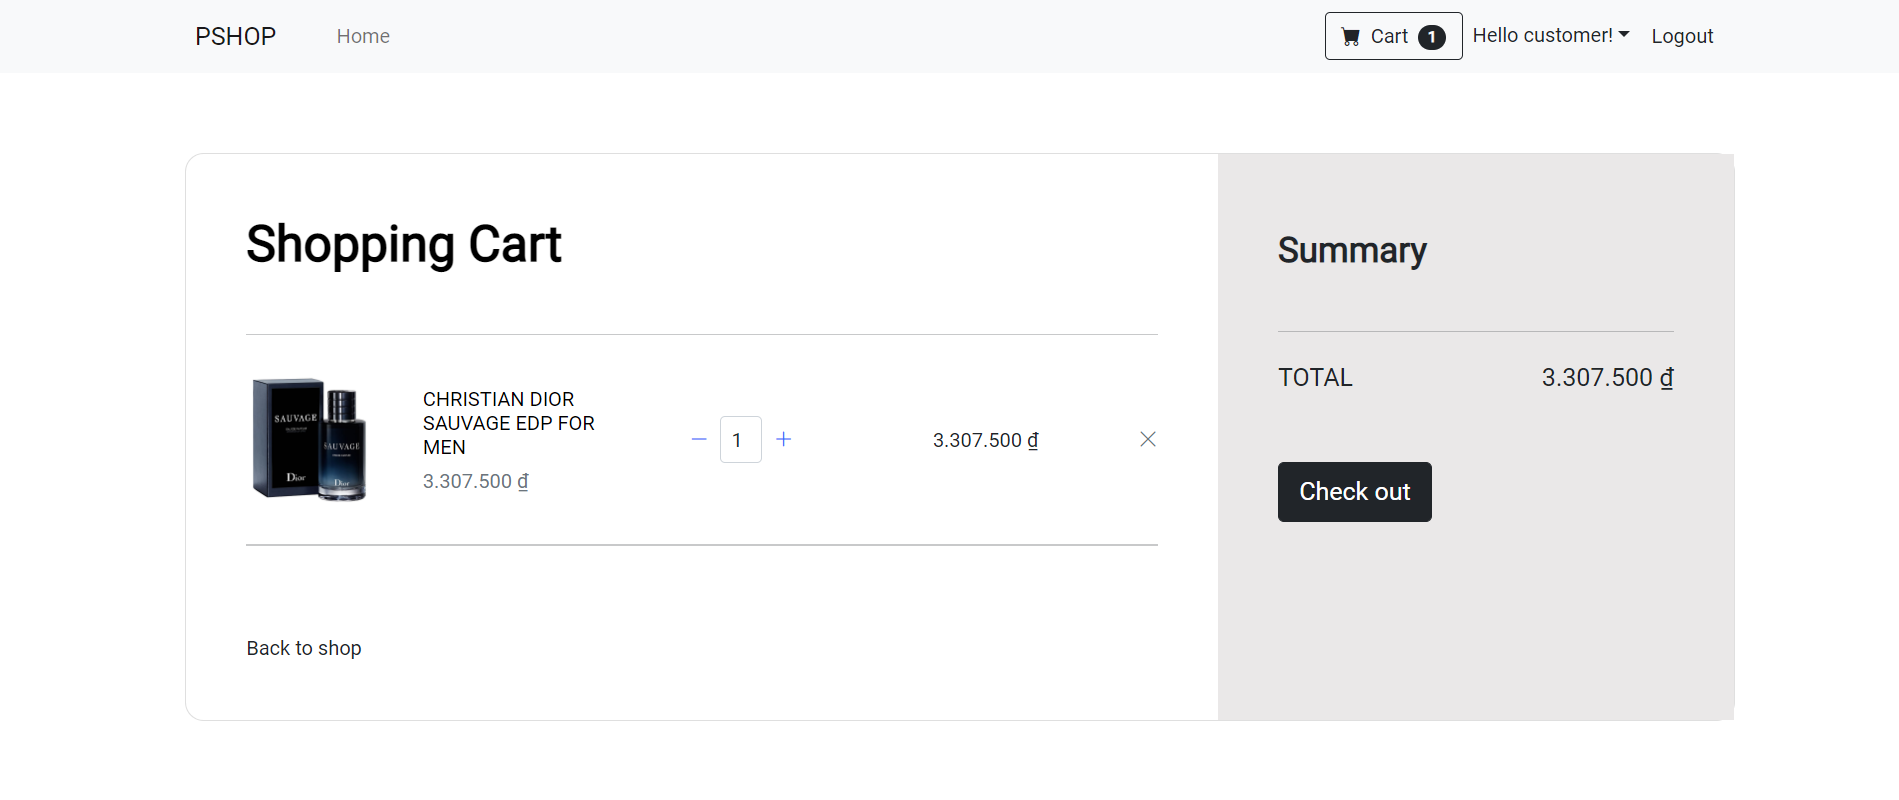 PSHOP
Home
Cart 1
Hello customer!
Logout
Shopping Cart
SAUVAGE
Dior
SAUVAGE
Dior
CHRISTIAN DIOR
SAUVAGE EDP FOR
MEN
3.307.500 ₫
1
3.307.500 ₫
Back to shop
Summary
TOTAL
3.307.500 ₫
Check out